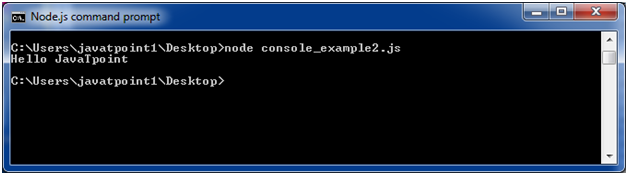 Node.js command prompt
C:\Users\javatpoint1\Desktop>node console_example2.js
Hello JavaTpoint
C:\Users\javatpoint1\Desktop>